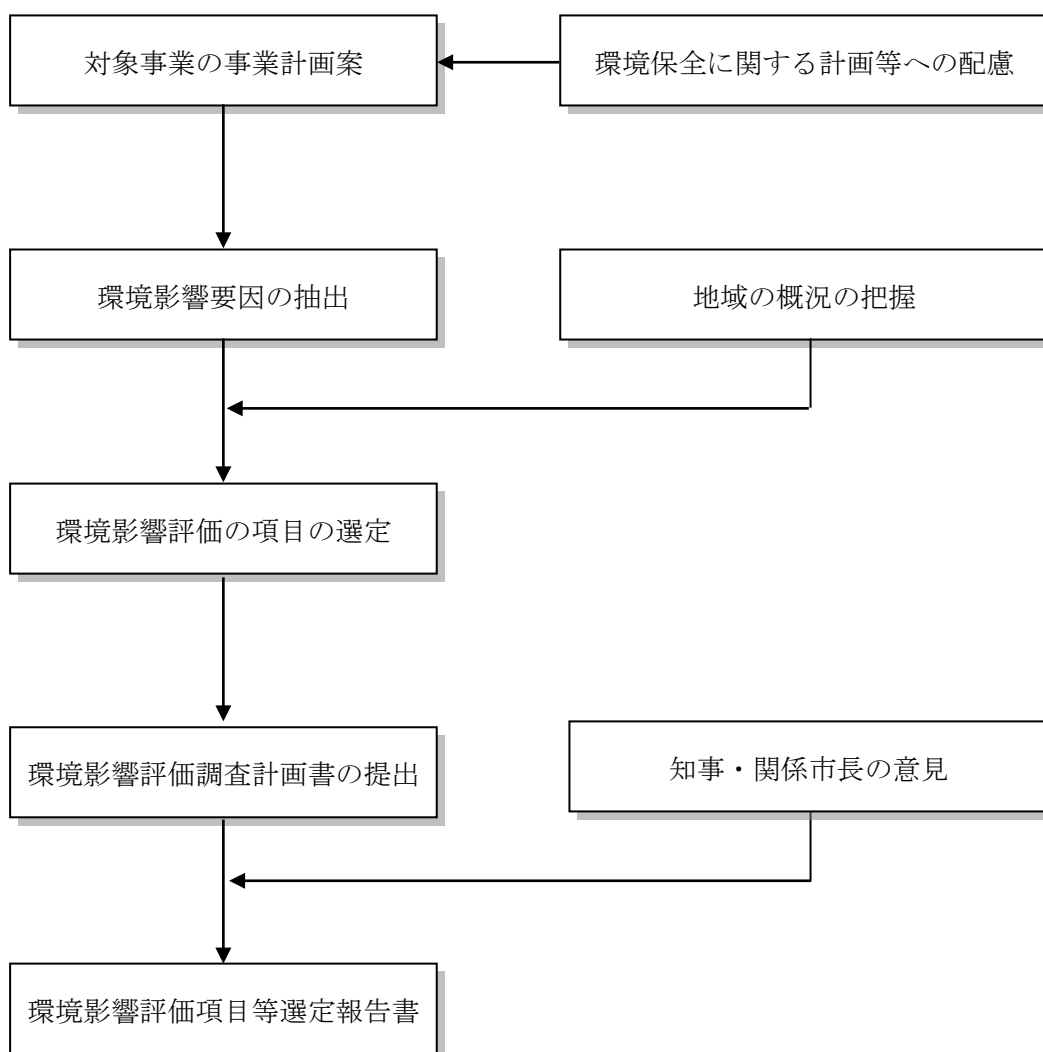 対象事業の事業計画案
環境保全に関する計画等への配慮
環境影響要因の抽出
地域の概況の把握
環境影響評価の項目の選定
環境影響評価調査計画書の提出
知事・関係市長の意見
環境影響評価項目等選定報告書